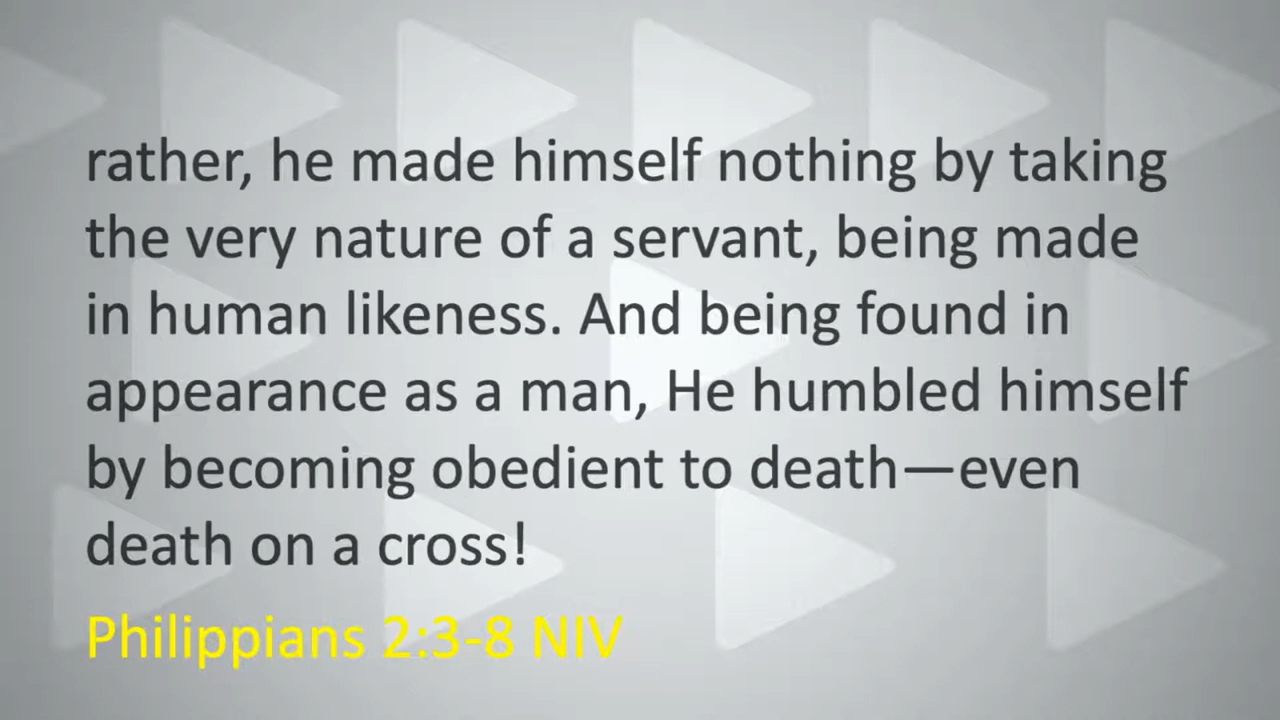 rather, he made himself nothing by taking
the very nature of a servant, being made
in human likeness. And being found in
appearance as a man, He humbled himself
by becoming obedient to death—even
death on a cross!
Philippians 2:3-8 NIV